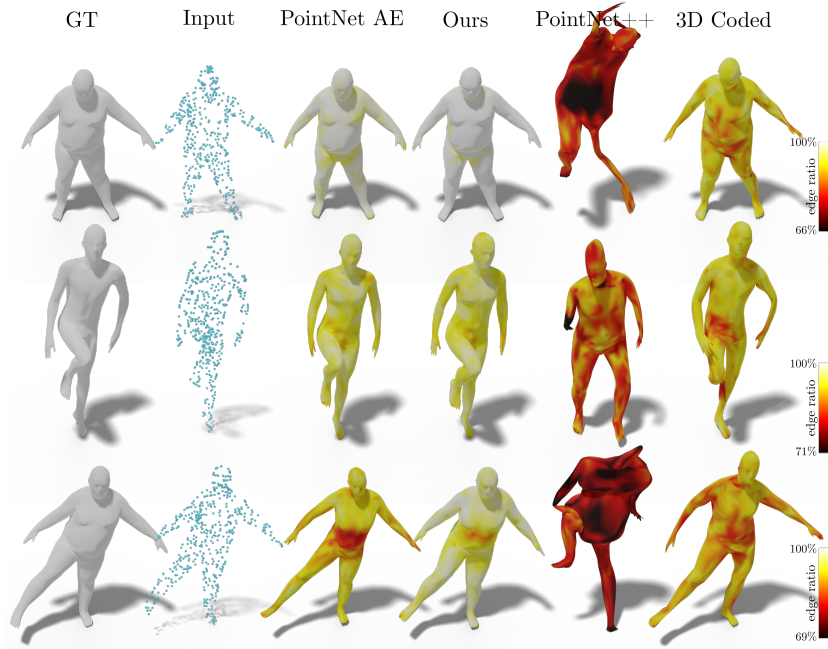 GT Input PointNet AE Ours PointNet++ 3D Coded
100%
edge ratio
66%
100%
edge ratio
71%
100%
edge ratio
69%